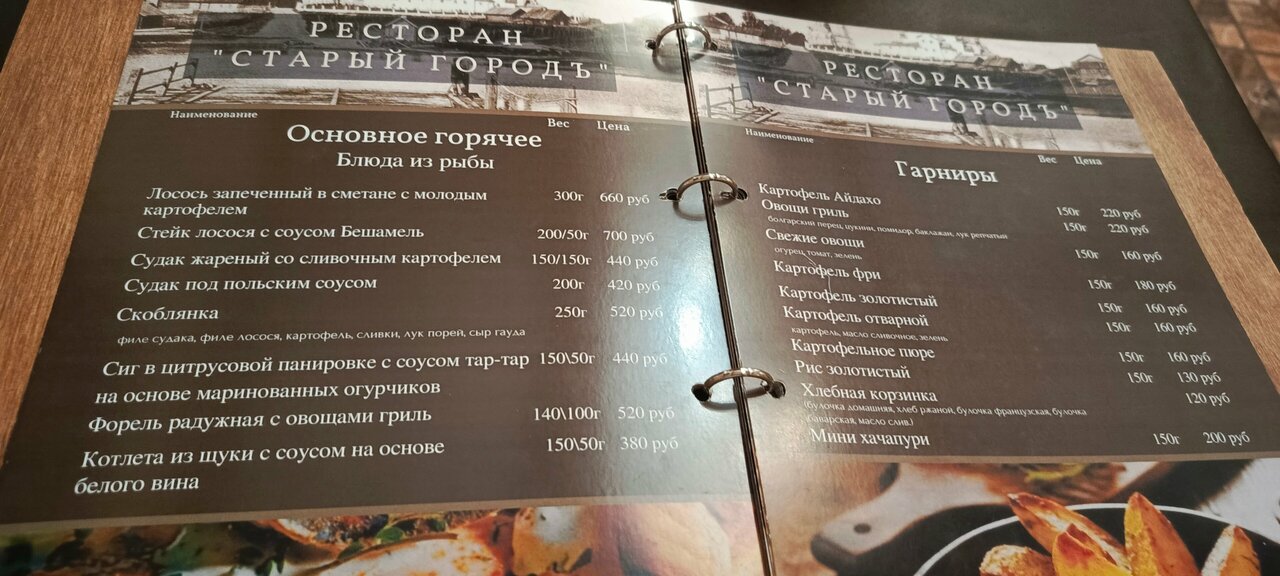 РЕСТОРАН
"СТАРЫЙ ГОРОДЪ"
Наименование Вес Цена
Основное горячее
Блюда из рыбы
Лосось запеченный в сметане с молодым 300г 660 руб
картофелем
Стейк лосося с соусом Бешамель 200/50г 700 руб
Судак жареный со сливочным картофелем 150/150г 440 руб
Судак под польским соусом 200г 420 руб
Скоблянка 250г 520 руб
филе судака, филе лосося, картофель, сливки, лук порей, сыр гауда
Сиг в цитрусовой панировке с соусом тар-тар 150\50г 440 руб
на основе маринованных огурчиков
Форель радужная с овощами гриль 140\100г 520 руб
Котлета из щуки с соусом на основе 150\50г 380 руб
белого вина
РЕСТОРАН
"СТАРЫЙ ГОРОДЪ"
Наименование Вес Цена
Гарниры
Картофель Айдахо 150г 220 руб
Овощи гриль 150г 220 руб
болгарский перец, цукини, помидор, баклажан, лук репчатый
Свежие овощи 150г 160 руб
огурец, томат, зелень
Картофель фри 150г 180 руб
Картофель золотистый 150г 160 руб
Картофель отварной 150г 160 руб
картофель, масло сливочное, зелень
Картофельное пюре 150г 160 руб
Рис золотистый 150г 130 руб
Хлебная корзинка 120 руб
(булочка домашняя, хлеб ржаной, булочка французская, булочка
баварская, масло слив.)
Мини хачапури 150г 200 руб